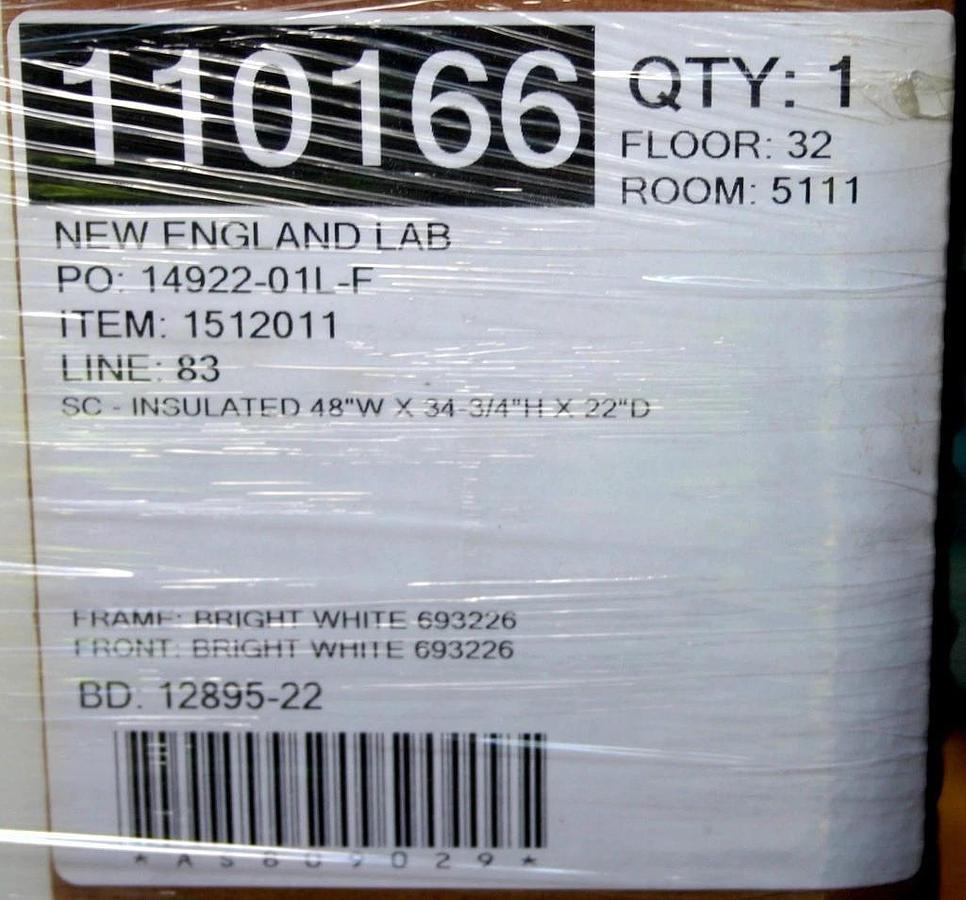 110166
QTY: 1
FLOOR: 32
ROOM: 5111
NEW ENGLAND LAB
PO: 14922-01L-F
ITEM: 1512011
LINE: 83
SC - INSULATED 48"W X 34-3/4"H X 22"D
FRAME: BRIGHT WHITE 693226
FRONT: BRIGHT WHITE 693226
BD. 12895-22